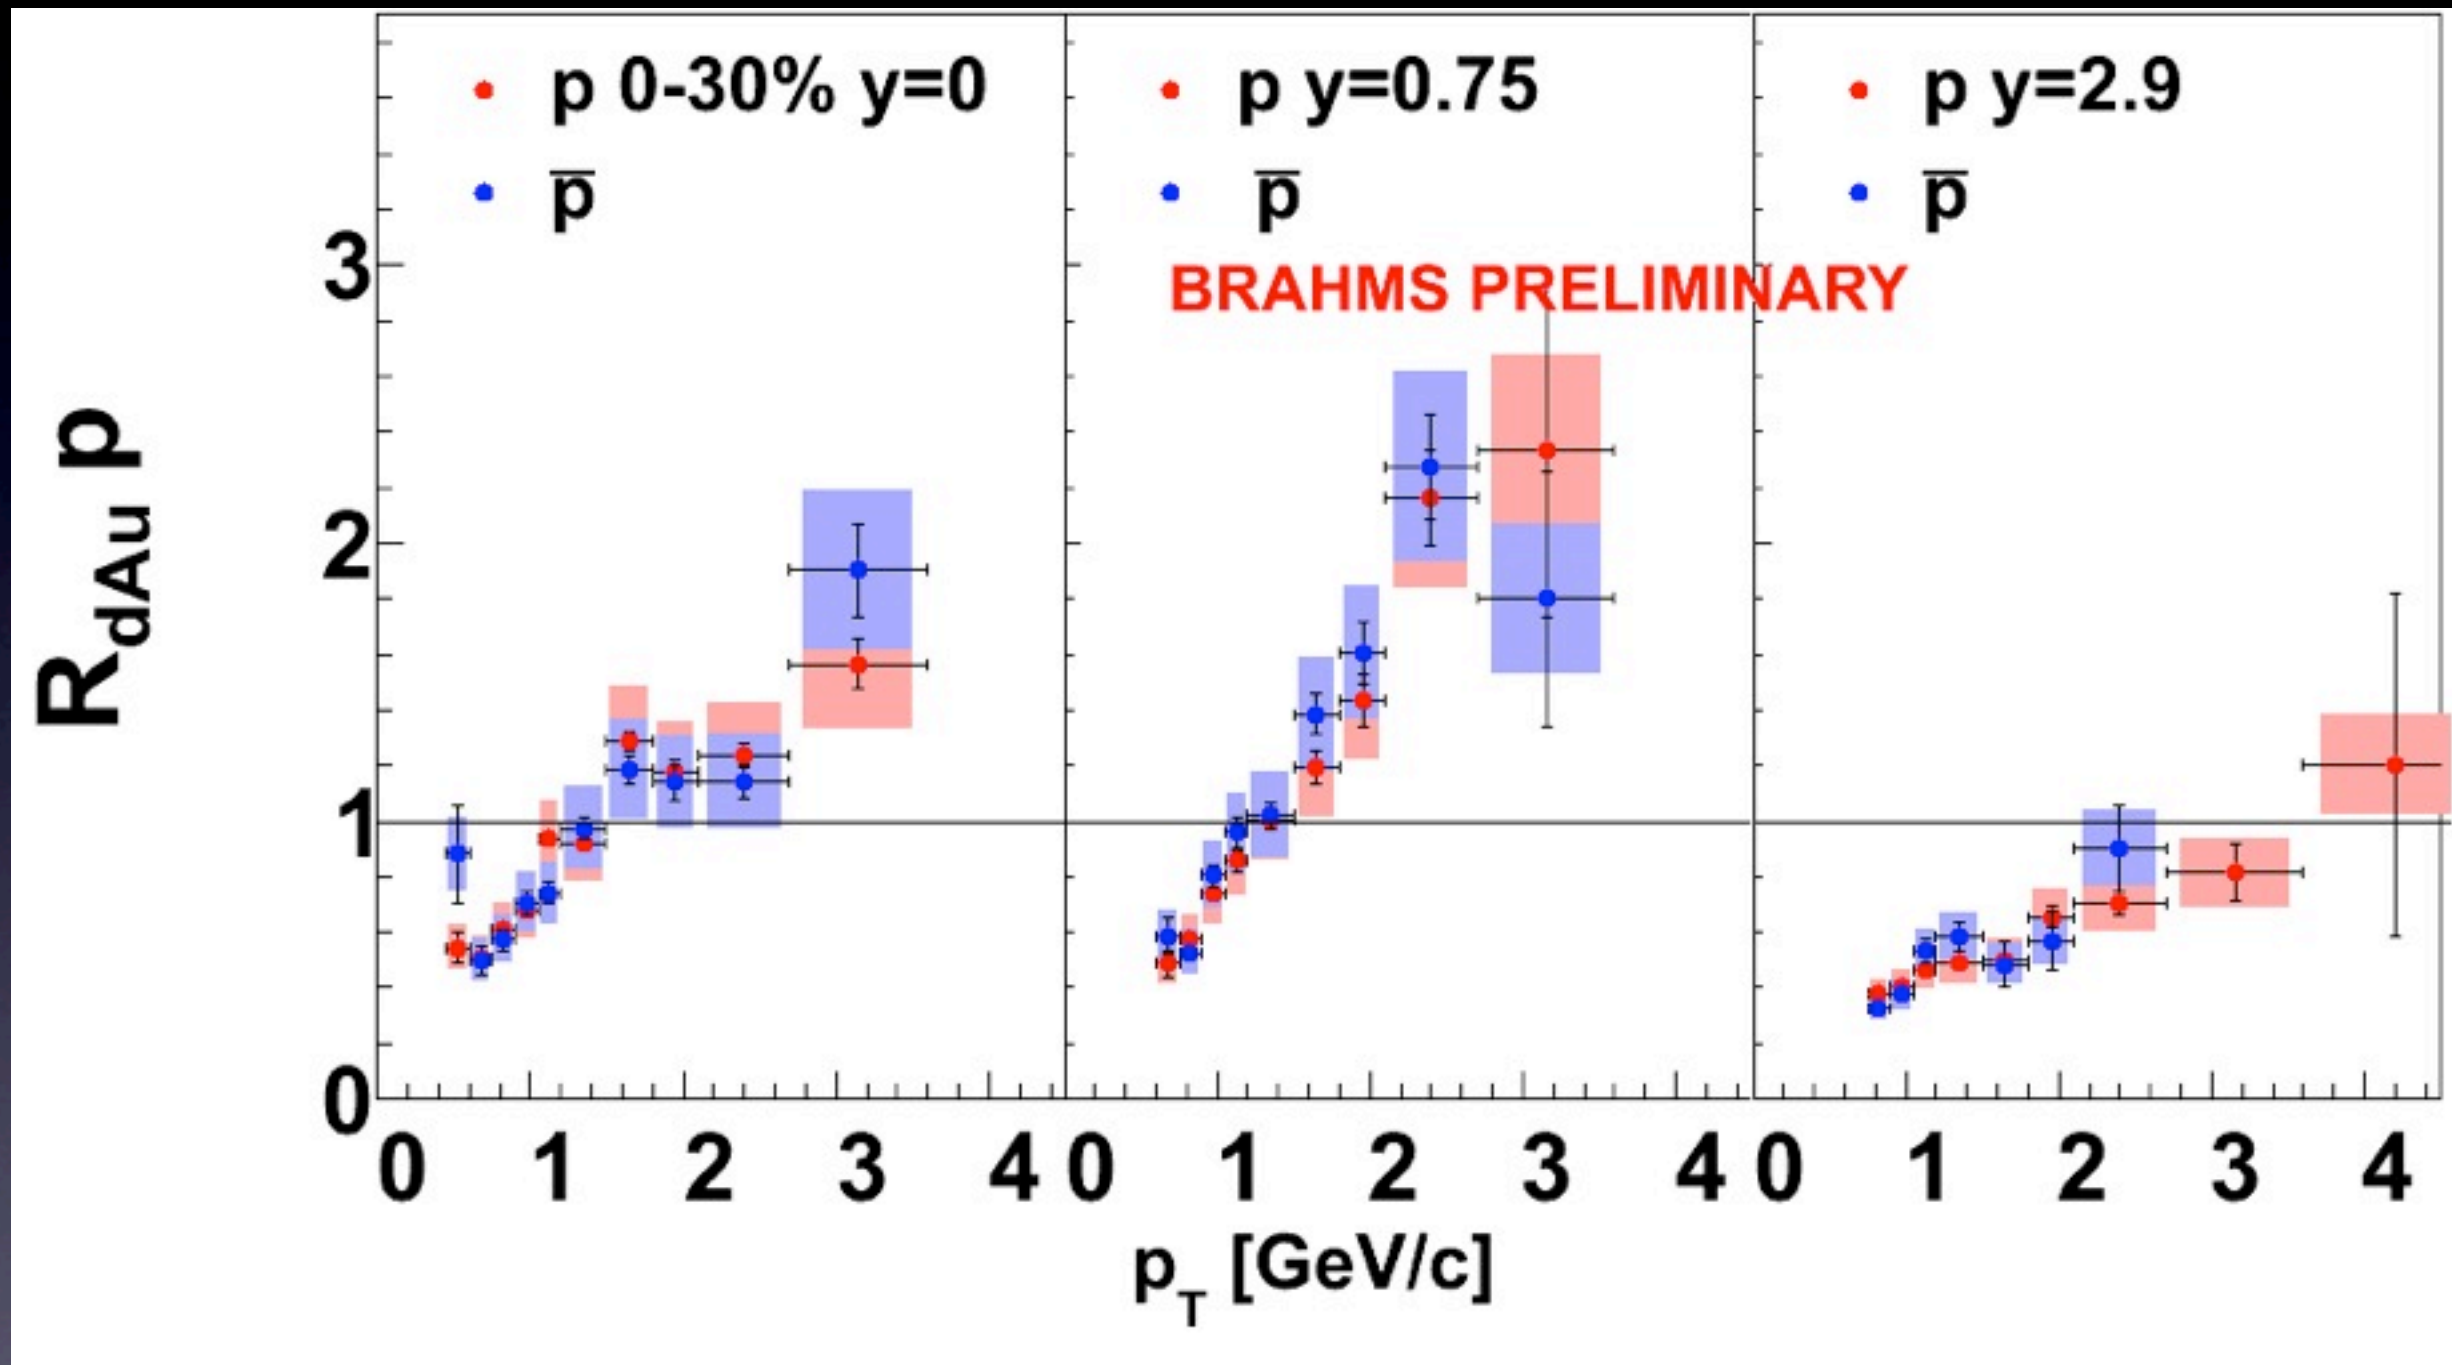 p 0-30% y=0
p̅
p y=0.75
p̅
p y=2.9
p̅
BRAHMS PRELIMINARY
R_dAu p
3
2
1
0
0 1 2 3 4 0 1 2 3 4 0 1 2 3 4
p_T [GeV/c]